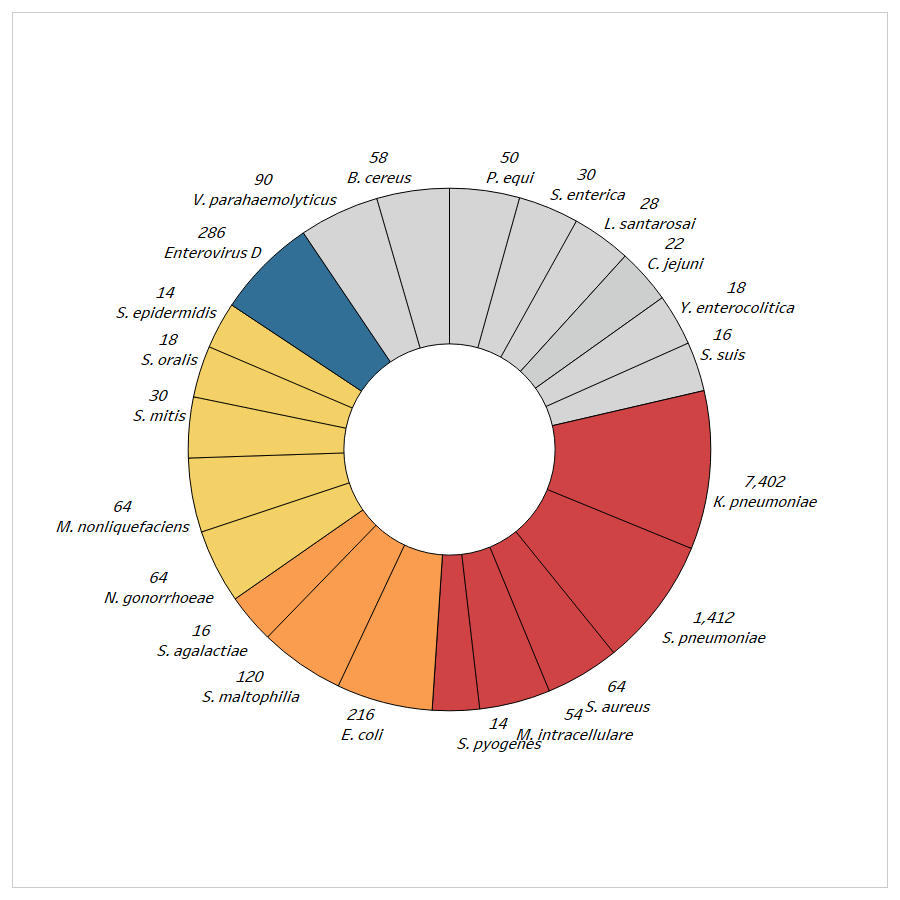 50
P. equi
30
S. enterica
28
L. santarosai
22
C. jejuni
18
Y. enterocolitica
16
S. suis
7,402
K. pneumoniae
1,412
S. pneumoniae
64
S. aureus
54
M. intracellulare
14
S. pyogenes
216
E. coli
120
S. maltophilia
16
S. agalactiae
64
N. gonorrhoeae
64
M. nonliquefaciens
30
S. mitis
18
S. oralis
14
S. epidermidis
286
Enterovirus D
90
V. parahaemolyticus
58
B. cereus